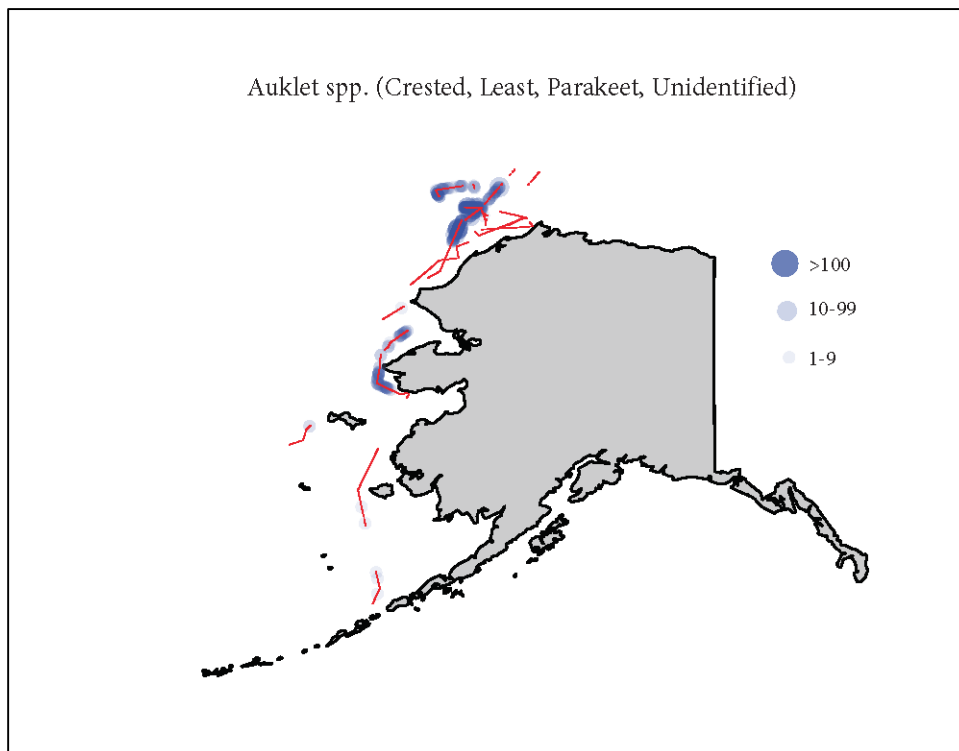 Auklet spp. (Crested, Least, Parakeet, Unidentified)
>100
10-99
1-9